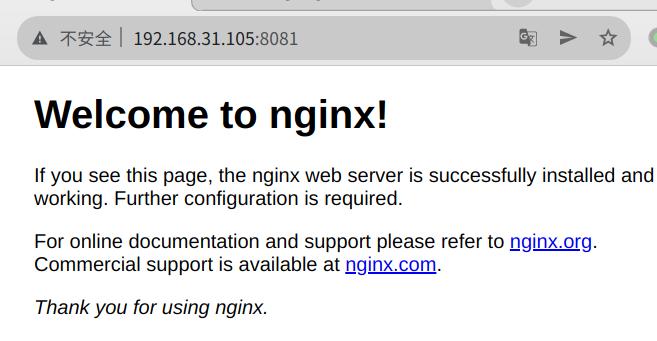 不安全 192.168.31.105:8081
Welcome to nginx!
If you see this page, the nginx web server is successfully installed and
working. Further configuration is required.
For online documentation and support please refer to nginx.org.
Commercial support is available at nginx.com.
Thank you for using nginx.